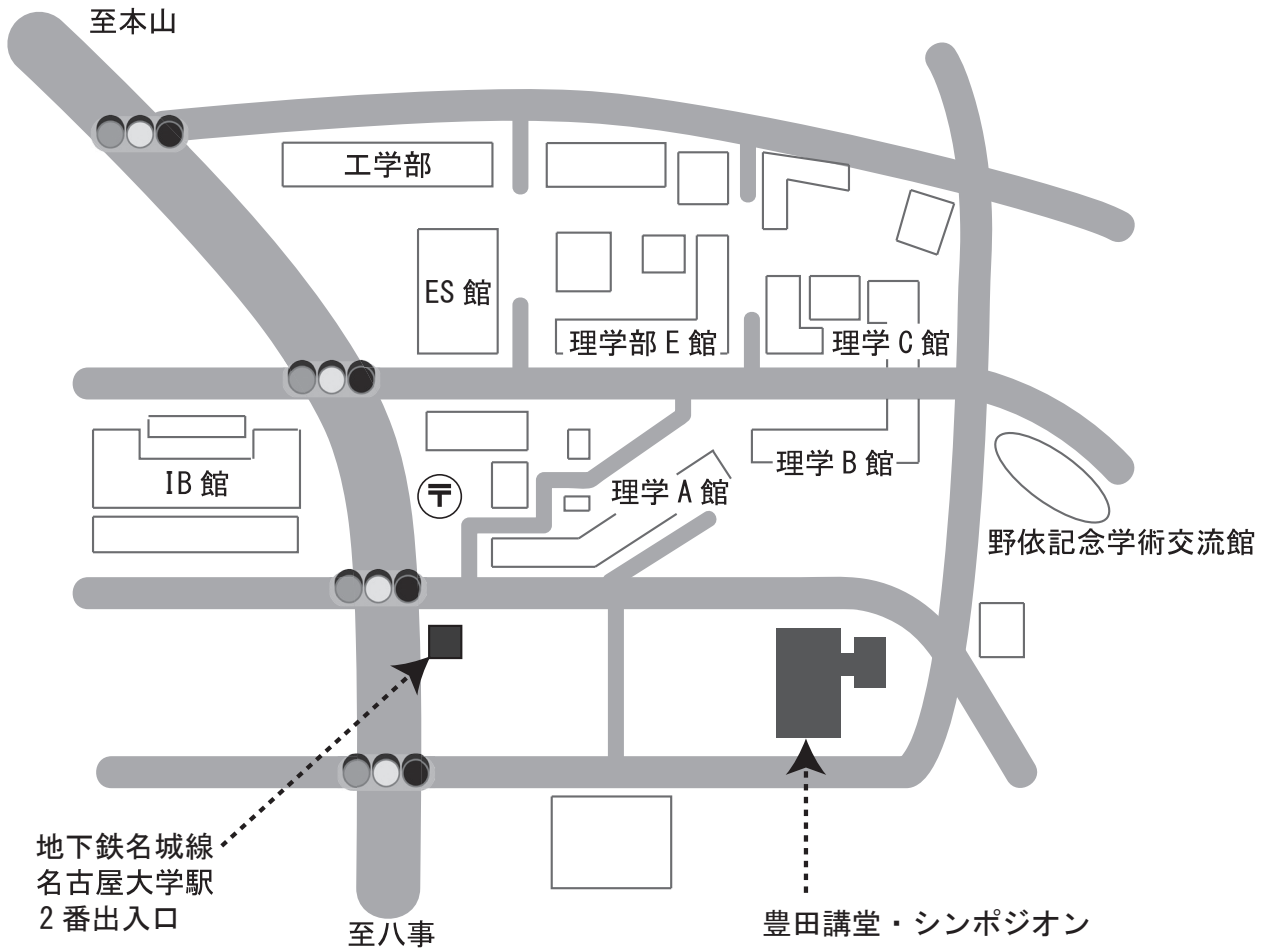 至本山
工学部
ES 館
理学部 E 館
理学 C 館
IB 館
〒
理学 A 館
理学 B 館
野依記念学術交流館
地下鉄名城線
名古屋大学駅
2 番出入口
至八事
豊田講堂・シンポジオン